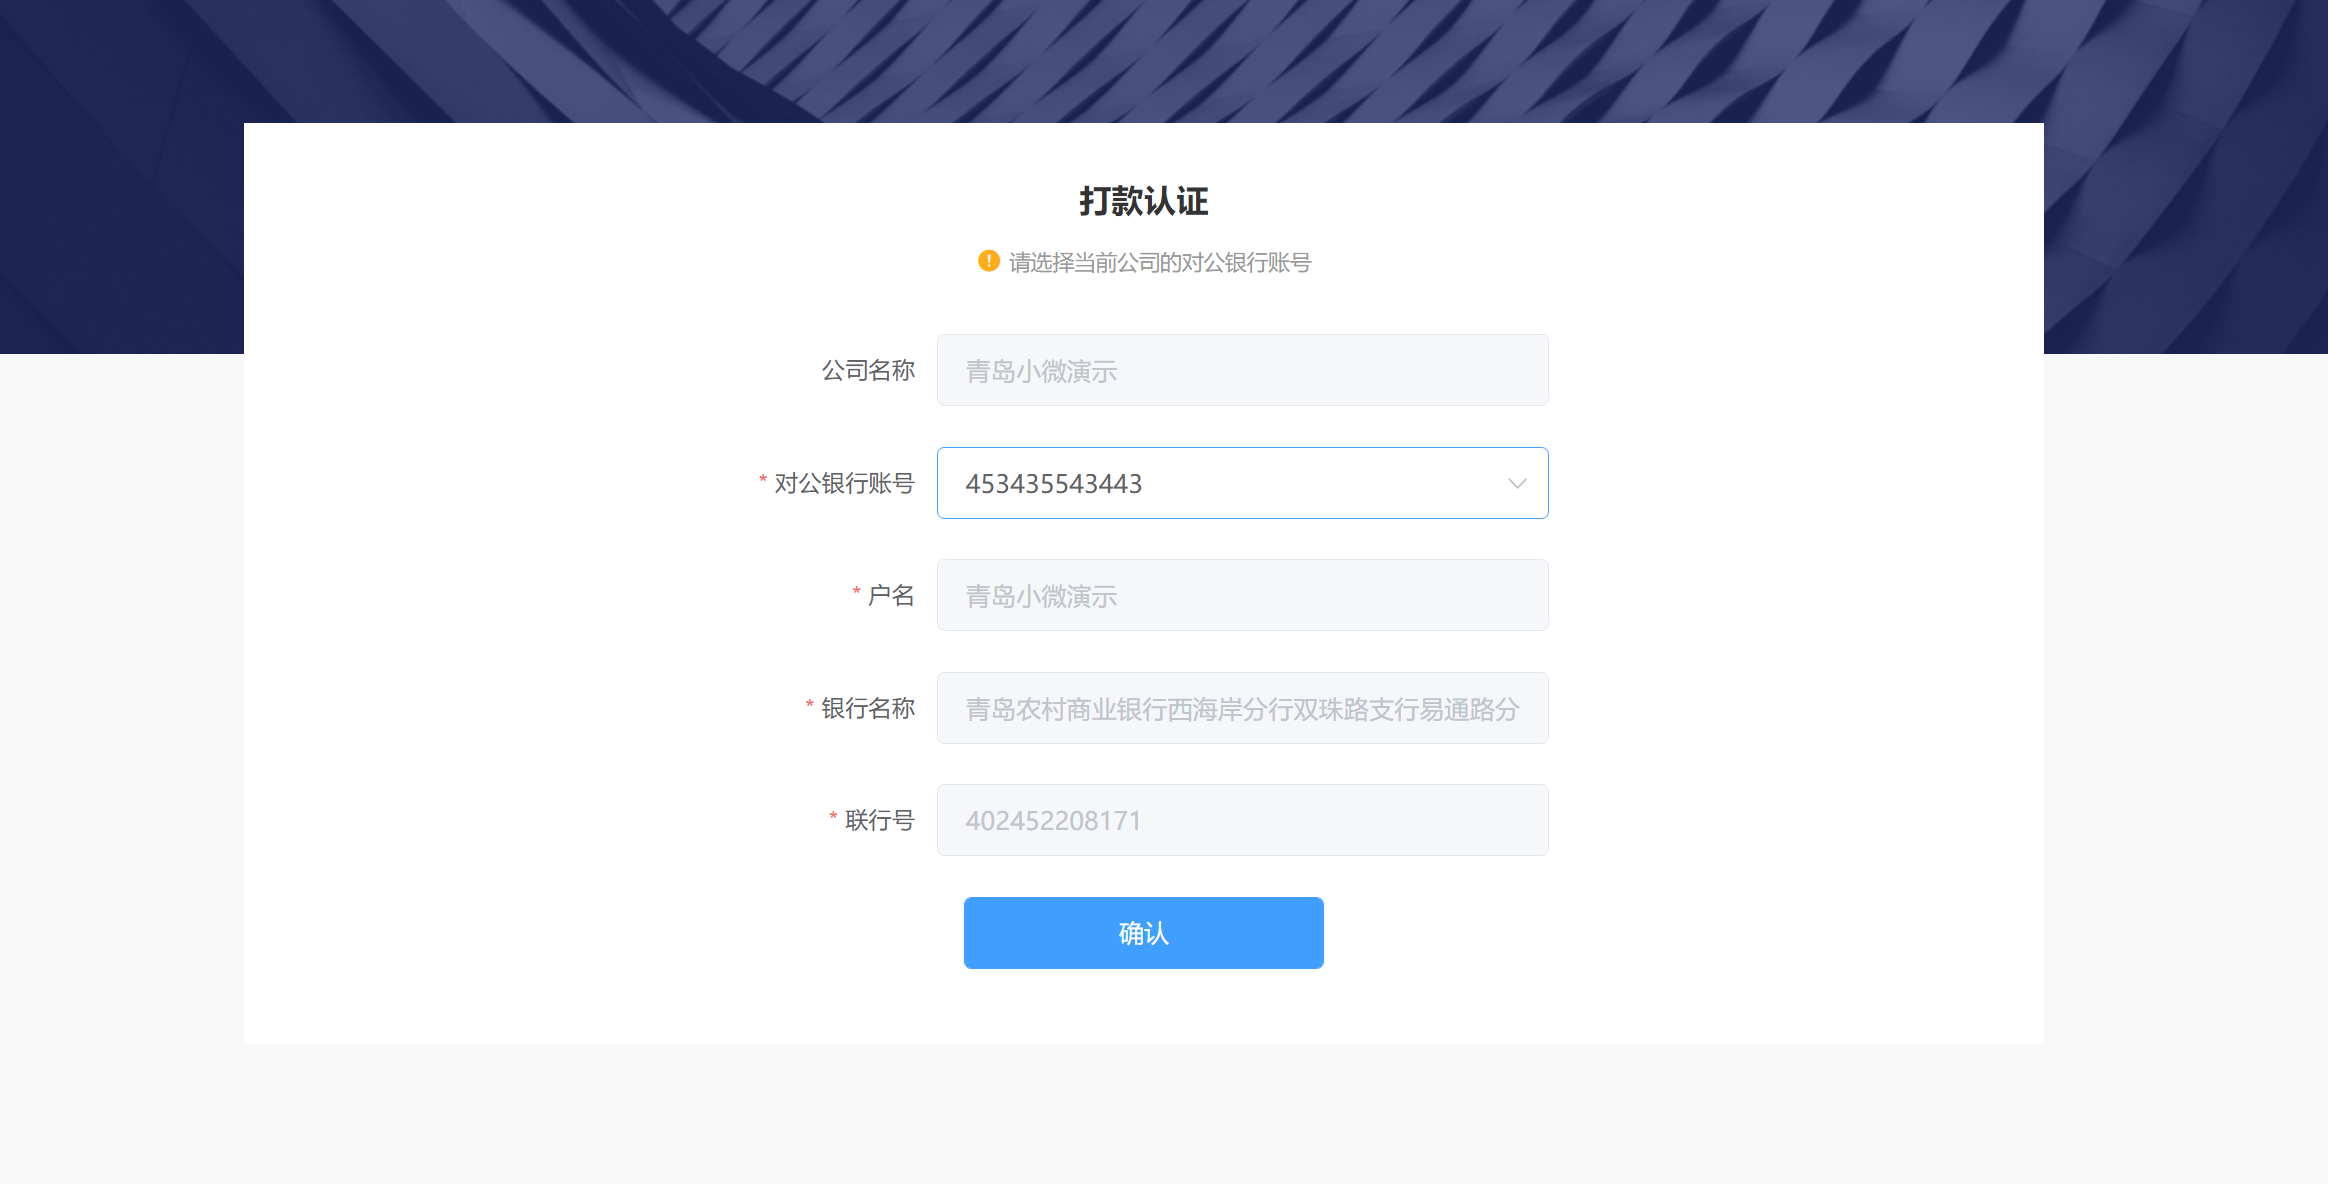 打款认证
请选择当前公司的对公银行账号
公司名称 青岛小微演示
* 对公银行账号 453435543443
* 户名 青岛小微演示
* 银行名称 青岛农村商业银行西海岸分行双珠路支行易通路分
* 联行号 402452208171
确认